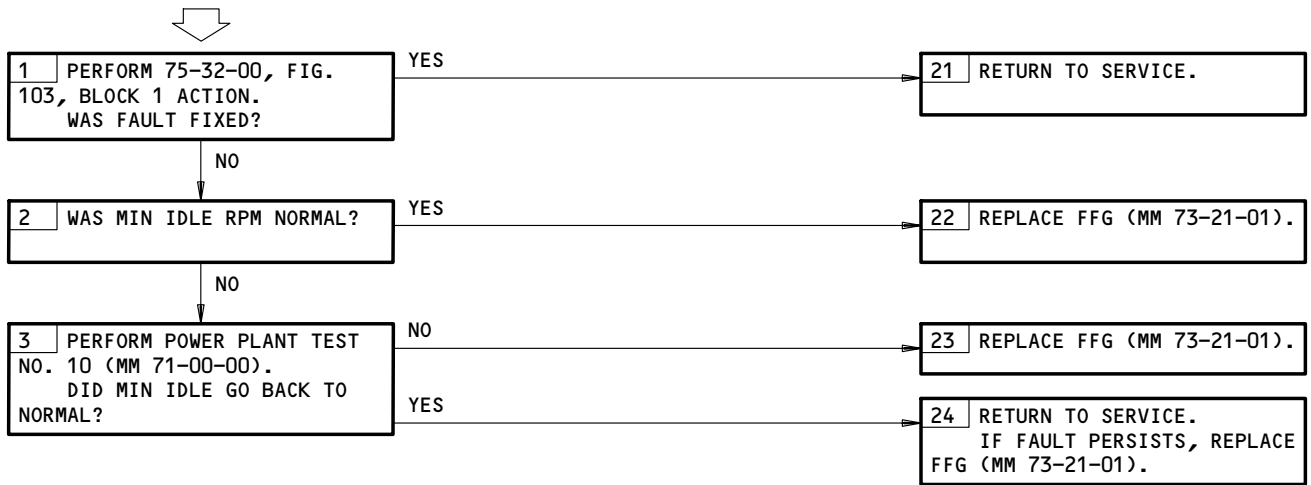 1 PERFORM 75-32-00, FIG.
103, BLOCK 1 ACTION.
WAS FAULT FIXED?
YES
21 RETURN TO SERVICE.
NO
2 WAS MIN IDLE RPM NORMAL?
YES
22 REPLACE FFG (MM 73-21-01).
NO
3 PERFORM POWER PLANT TEST
NO. 10 (MM 71-00-00).
DID MIN IDLE GO BACK TO
NORMAL?
NO
23 REPLACE FFG (MM 73-21-01).
YES
24 RETURN TO SERVICE.
IF FAULT PERSISTS, REPLACE
FFG (MM 73-21-01).